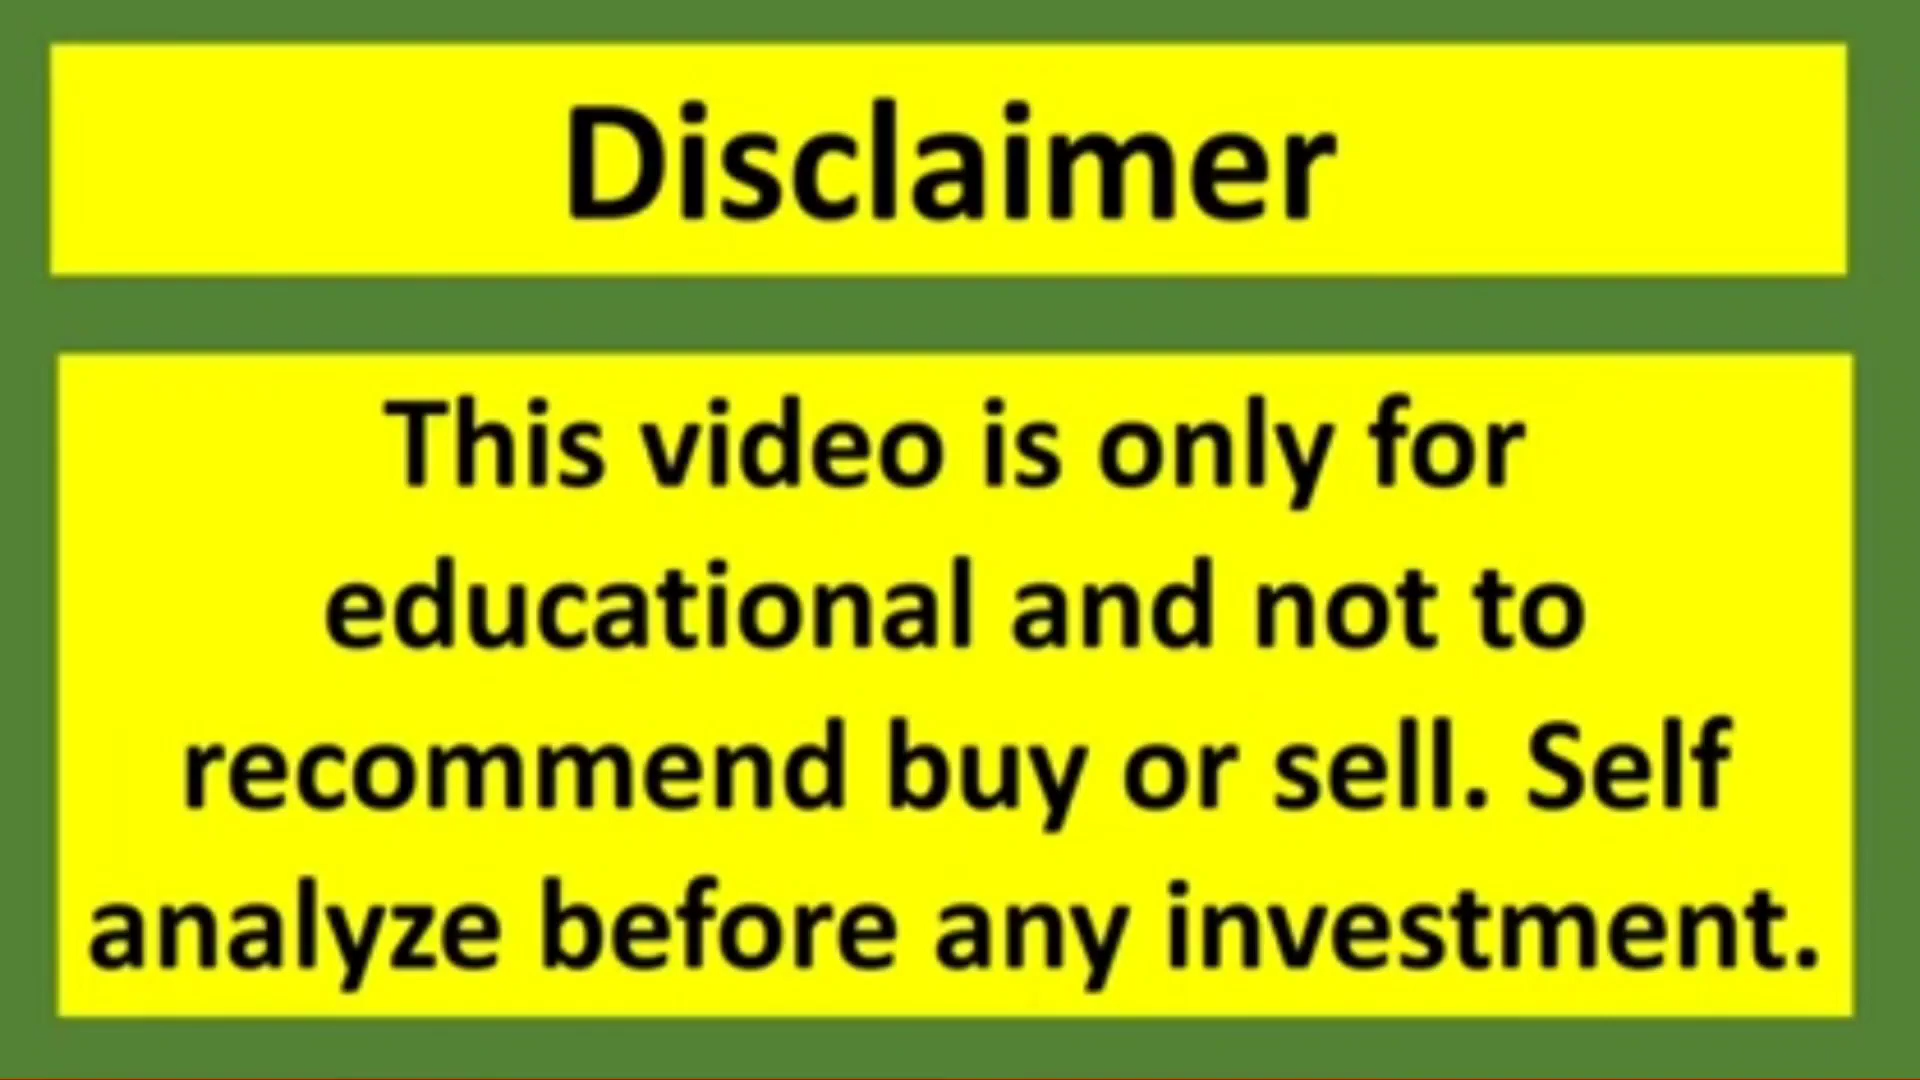 Disclaimer
This video is only for
educational and not to
recommend buy or sell. Self
analyze before any investment.